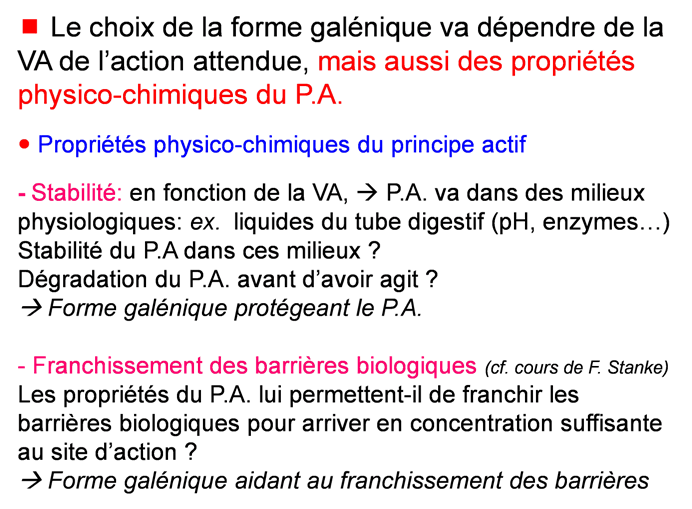 ■ Le choix de la forme galénique va dépendre de la
VA de l'action attendue, mais aussi des propriétés
physico-chimiques du P.A.
• Propriétés physico-chimiques du principe actif
- Stabilité: en fonction de la VA, → P.A. va dans des milieux
physiologiques: ex. liquides du tube digestif (pH, enzymes…)
Stabilité du P.A dans ces milieux ?
Dégradation du P.A. avant d'avoir agit ?
→ Forme galénique protégeant le P.A.
- Franchissement des barrières biologiques (cf. cours de F. Stanke)
Les propriétés du P.A. lui permettent-il de franchir les
barrières biologiques pour arriver en concentration suffisante
au site d'action ?
→ Forme galénique aidant au franchissement des barrières